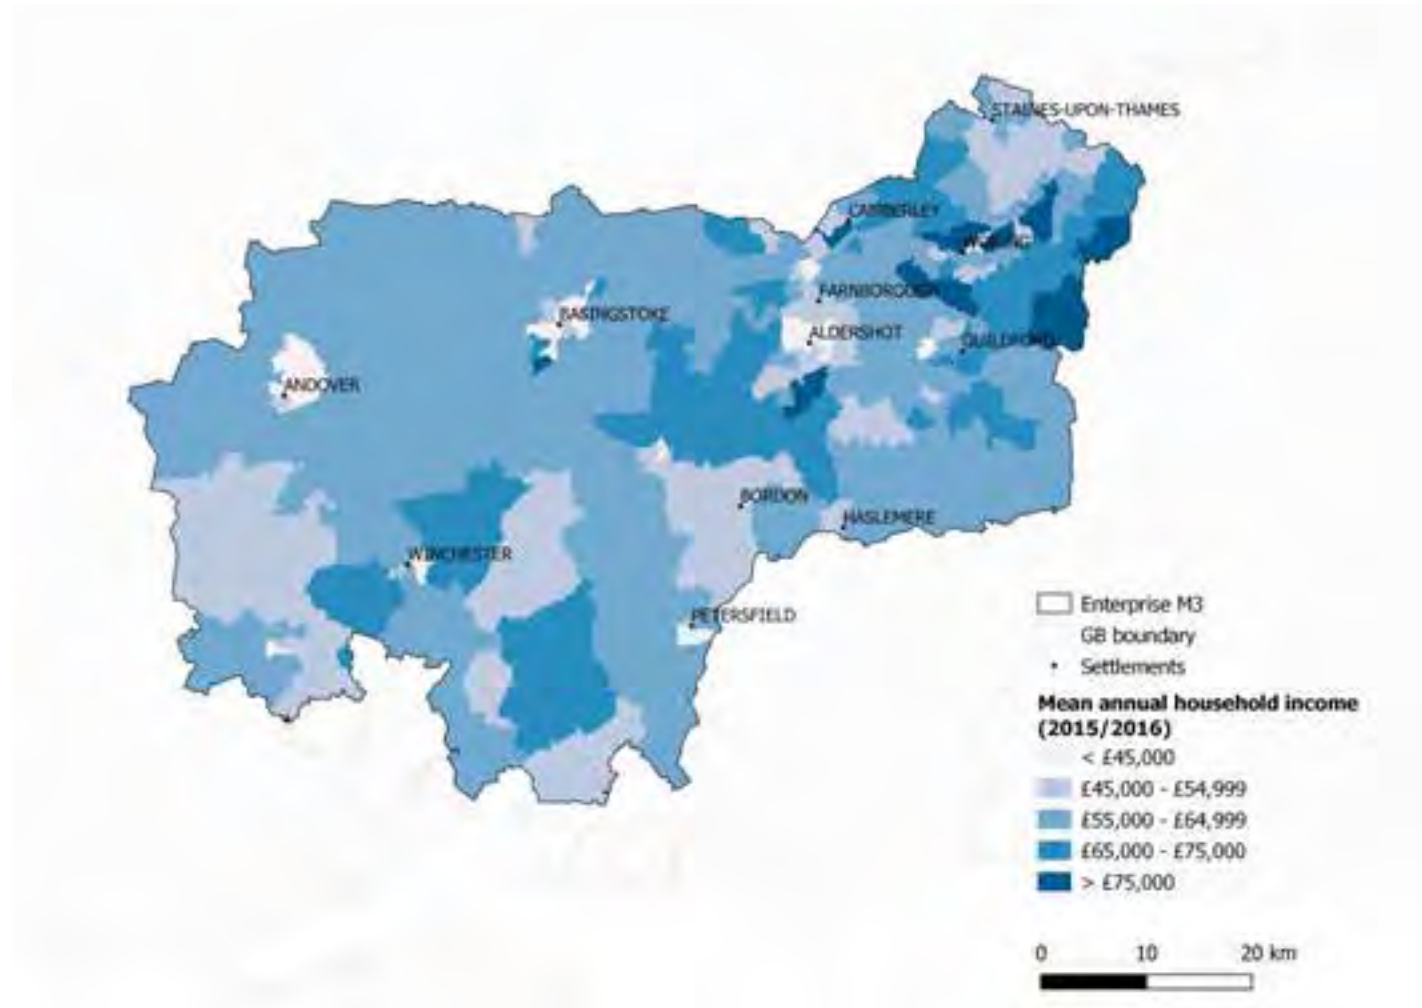 STAINES-UPON-THAMES
CAMBERLEY
WOKING
FARNBOROUGH
BASINGSTOKE
ALDERSHOT
GUILDFORD
ANDOVER
BORDON
HASLEMERE
WINCHESTER
PETERSFIELD
Enterprise M3
GB boundary
Settlements
Mean annual household income
(2015/2016)
< £45,000
£45,000 - £54,999
£55,000 - £64,999
£65,000 - £75,000
> £75,000
0 10 20 km